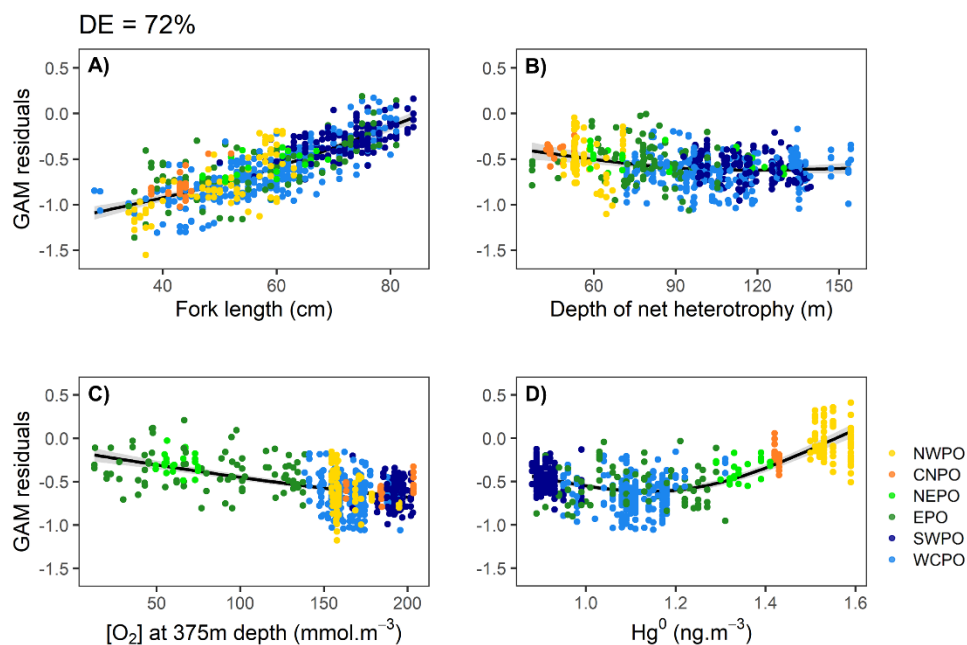 DE = 72%
A)
0.5
0.0
-0.5
-1.0
-1.5
GAM residuals
40 60 80
Fork length (cm)
B)
0.5
0.0
-0.5
-1.0
-1.5
60 90 120 150
Depth of net heterotrophy (m)
C)
0.5
0.0
-0.5
-1.0
-1.5
GAM residuals
50 100 150 200
[O₂] at 375m depth (mmol.m⁻³)
D)
0.5
0.0
-0.5
-1.0
-1.5
1.0 1.2 1.4 1.6
Hg⁰ (ng.m⁻³)
NWPO
CNPO
NEPO
EPO
SWPO
WCPO